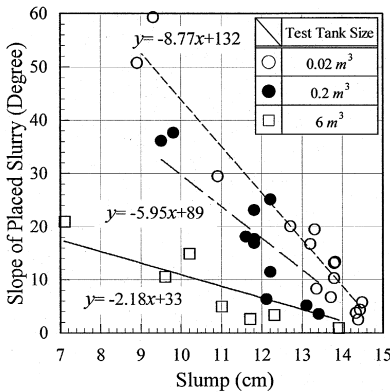 60
50
40
30
20
10
0
Slope of Placed Slurry (Degree)
y= -8.77x+132
Test Tank Size
0.02 m³
0.2 m³
6 m³
y= -5.95x+89
y= -2.18x+33
7 8 9 10 11 12 13 14 15
Slump (cm)